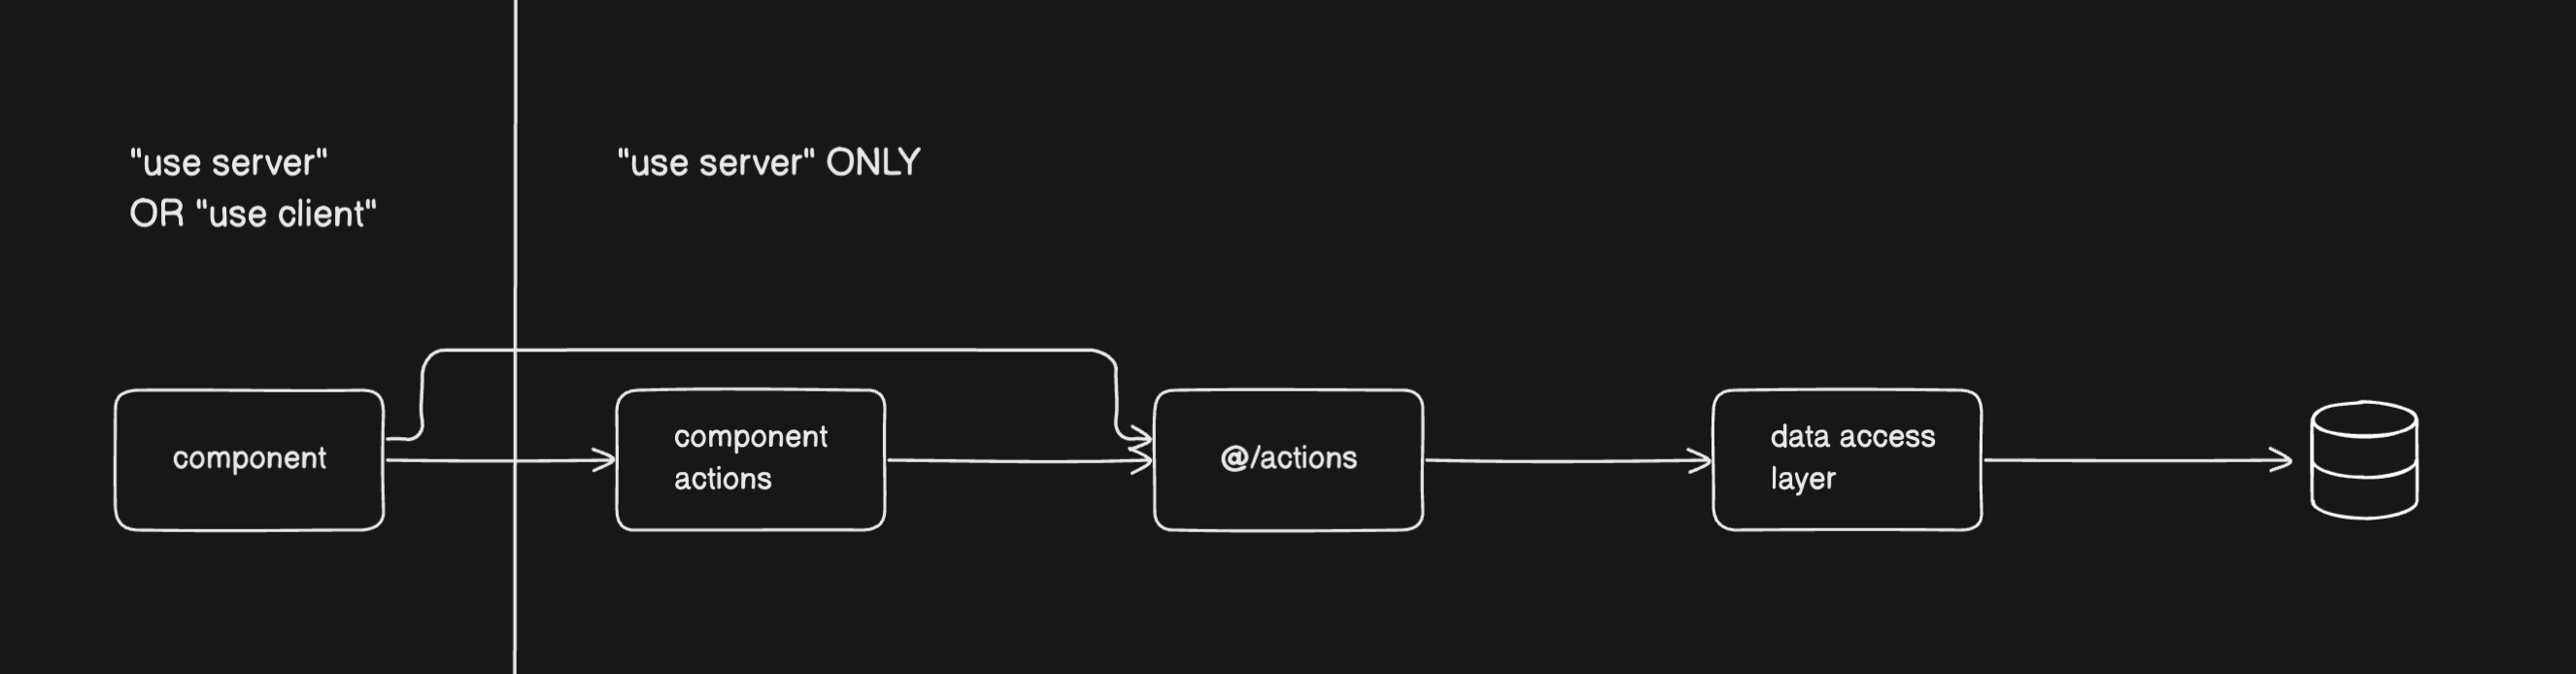 "use server"
OR "use client"
"use server" ONLY
component
component
actions
@/actions
data access
layer